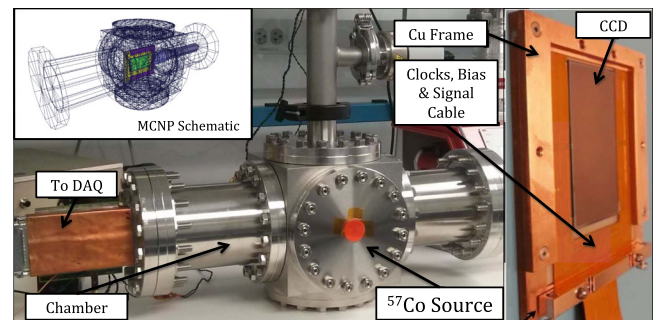 MCNP Schematic
To DAQ
Chamber
⁵⁷Co Source
Cu Frame
Clocks, Bias
& Signal
Cable
CCD